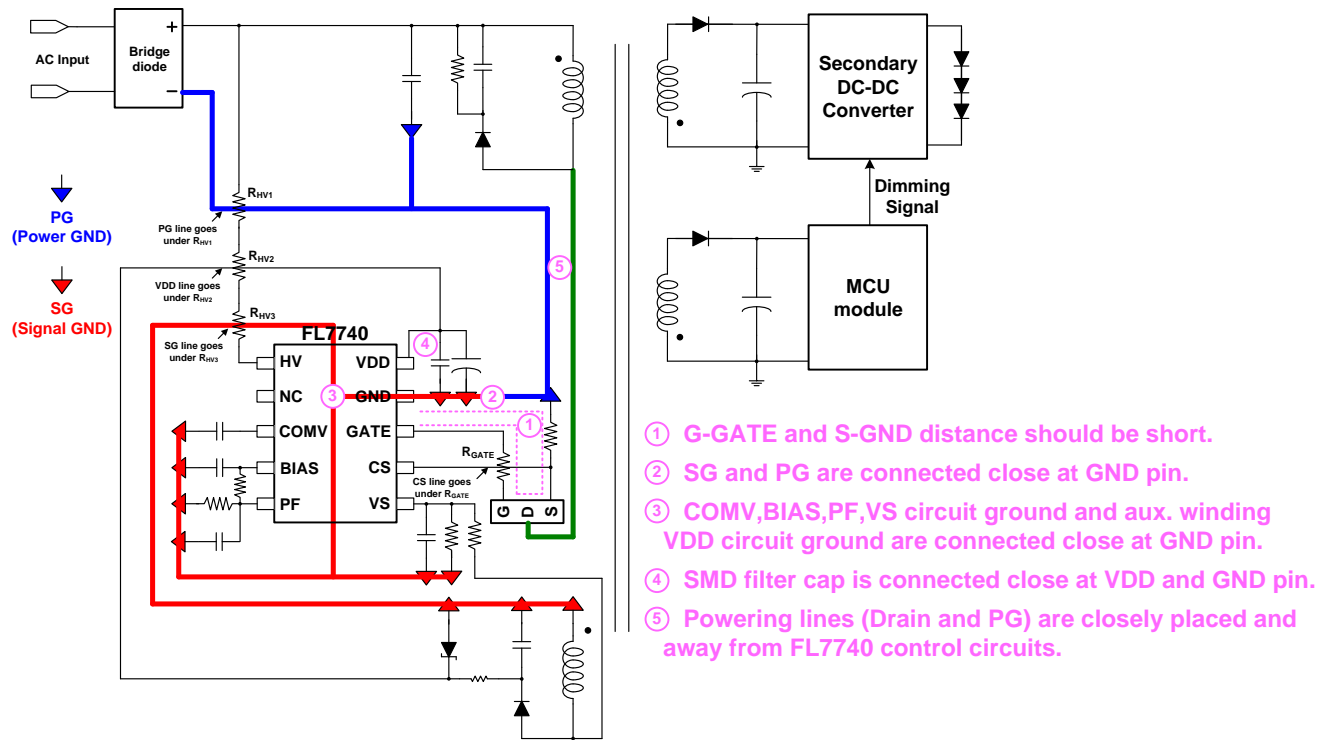 AC Input
+
Bridge
diode
−
PG
(Power GND)
SG
(Signal GND)
RHV1
PG line goes
under RHV1
RHV2
VDD line goes
under RHV2
RHV3
SG line goes
under RHV3
FL7740
HV
NC
COMV
BIAS
PF
VDD
GND
GATE
CS
VS
RGATE
CS line goes
under RGATE
G D S
1
2
3
4
5
Secondary
DC-DC
Converter
Dimming
Signal
MCU
module
① G-GATE and S-GND distance should be short.
② SG and PG are connected close at GND pin.
③ COMV,BIAS,PF,VS circuit ground and aux. winding
VDD circuit ground are connected close at GND pin.
④ SMD filter cap is connected close at VDD and GND pin.
⑤ Powering lines (Drain and PG) are closely placed and
away from FL7740 control circuits.